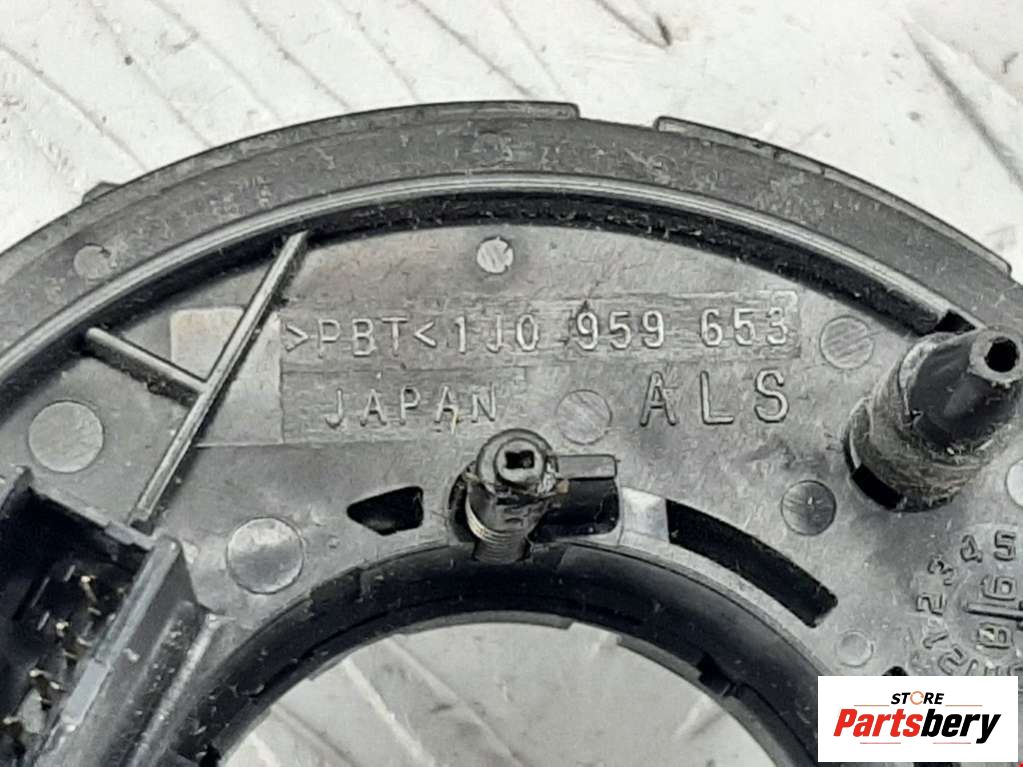 >PBT<1J0 959 653
JAPAN ALS
STORE
Partsbery